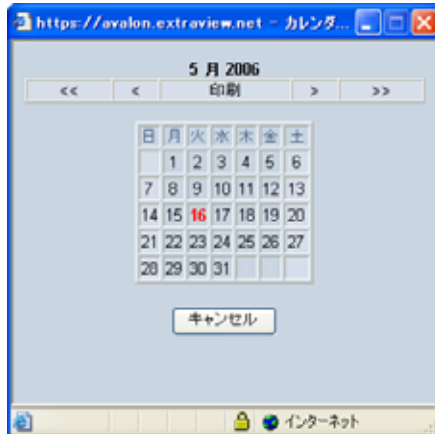 https://avalon.extraview.net - カレンダ...
5 月 2006
<< < 印刷 > >>
日 月 火 水 木 金 土
1 2 3 4 5 6
7 8 9 10 11 12 13
14 15 16 17 18 19 20
21 22 23 24 25 26 27
28 29 30 31
キャンセル
インターネット